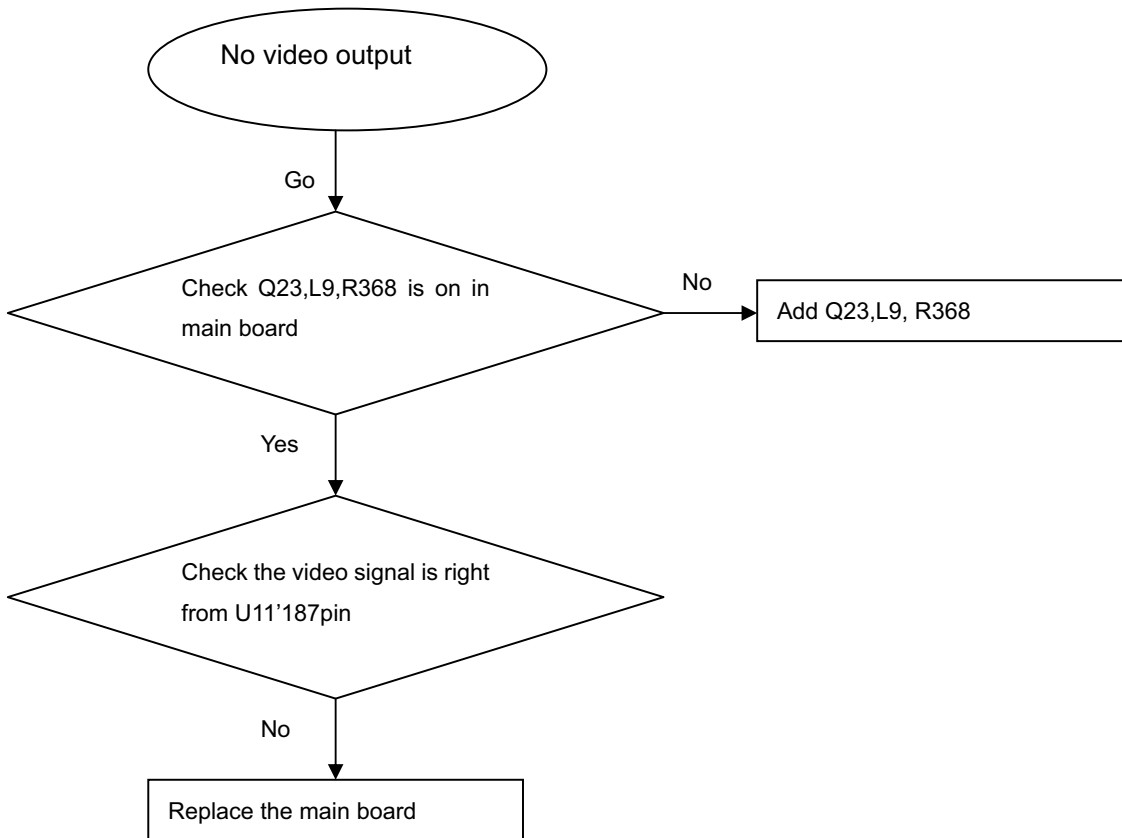 No video output
Go
Check Q23,L9,R368 is on in
main board
No
Add Q23,L9, R368
Yes
Check the video signal is right
from U11’187pin
No
Replace the main board